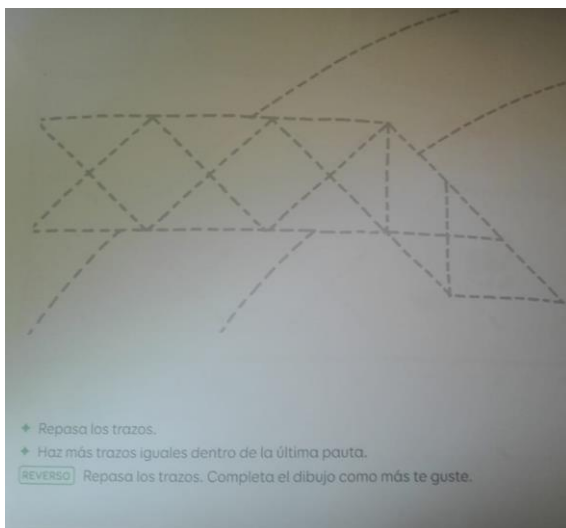 Repasa los trazos.
Haz más trazos iguales dentro de la última pauta.
REVERSO Repasa los trazos. Completa el dibujo como más te guste.